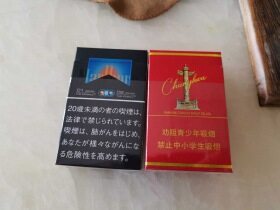 20歳未満の者の喫煙は、
法律で禁じられています。
喫煙は、肺がんをはじめ、
あなたが様々ながんになる
危険性を高めます。
Chunghwa
劝阻青少年吸烟
禁止中小学生吸烟